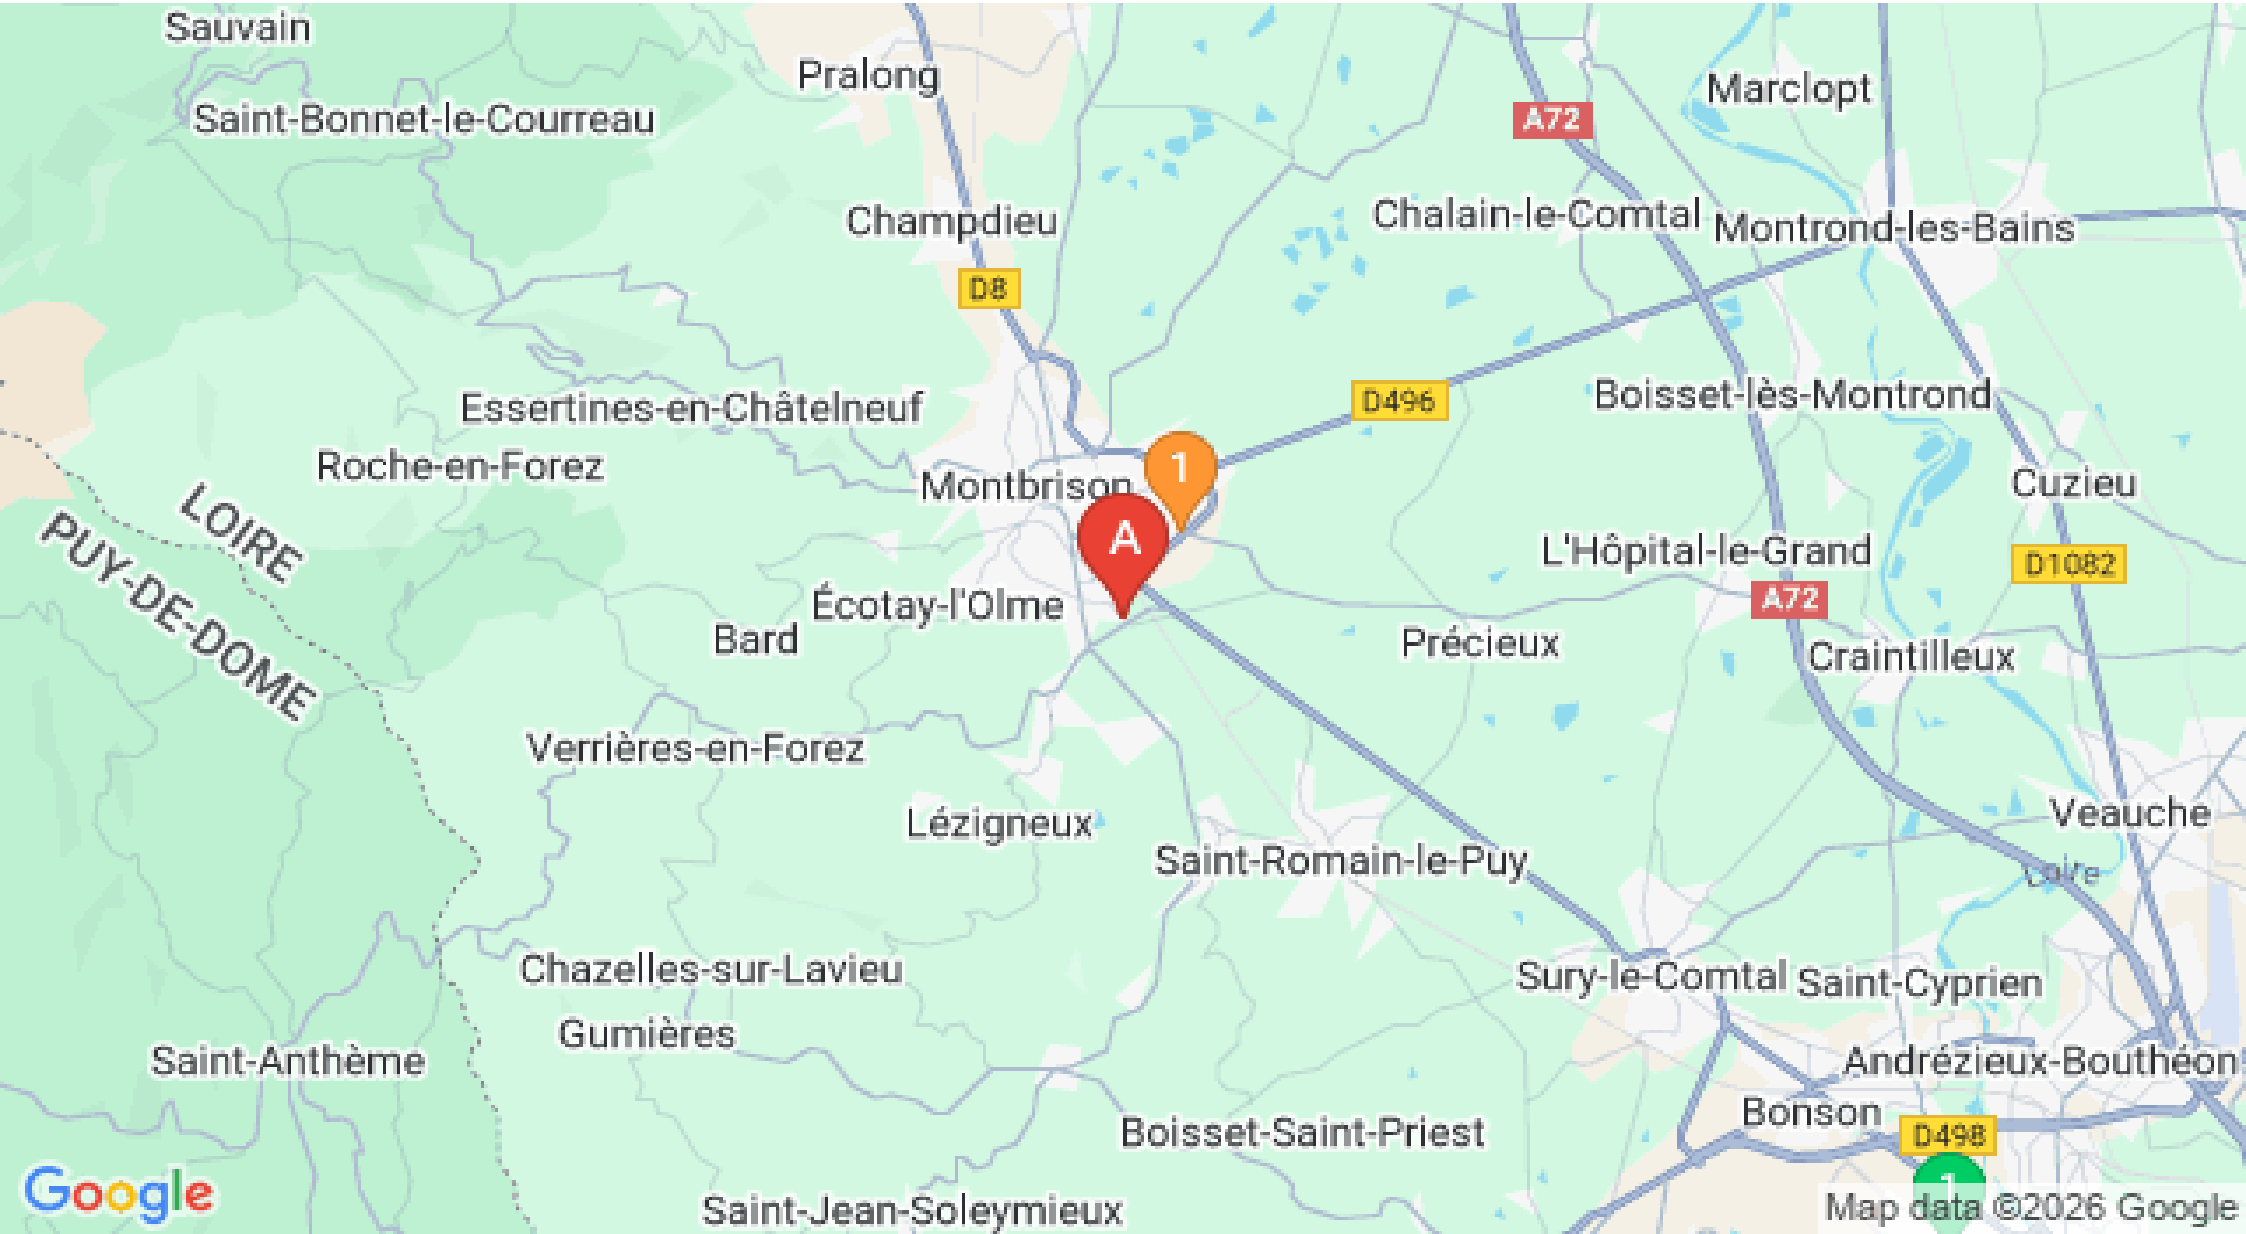 Sauvain
Pralong
Marclopt
Saint-Bonnet-le-Courreau
A72
Champdieu
Chalain-le-Comtal
Montrond-les-Bains
D8
Essertines-en-Châtelneuf
D496
Boisset-lès-Montrond
Roche-en-Forez
Montbrison
1
Cuzieu
LOIRE
PUY-DE-DOME
A
L'Hôpital-le-Grand
D1082
A72
Écotay-l'Olme
Bard
Précieux
Craintilleux
Verrières-en-Forez
Lézigneux
Veauche
Saint-Romain-le-Puy
Loire
Chazelles-sur-Lavieu
Sury-le-Comtal
Saint-Cyprien
Gumières
Saint-Anthème
Andrézieux-Bouthéon
Bonson
Boisset-Saint-Priest
D498
1
Google
Saint-Jean-Soleymieux
Map data ©2026 Google